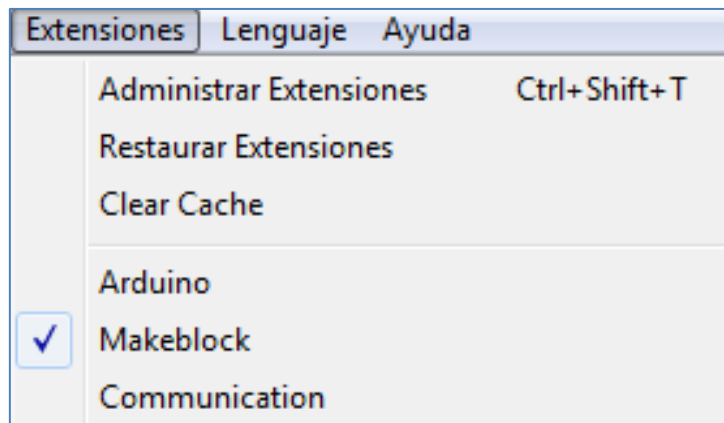 Extensiones Lenguaje Ayuda
Administrar Extensiones Ctrl+Shift+T
Restaurar Extensiones
Clear Cache
Arduino
Makeblock
Communication